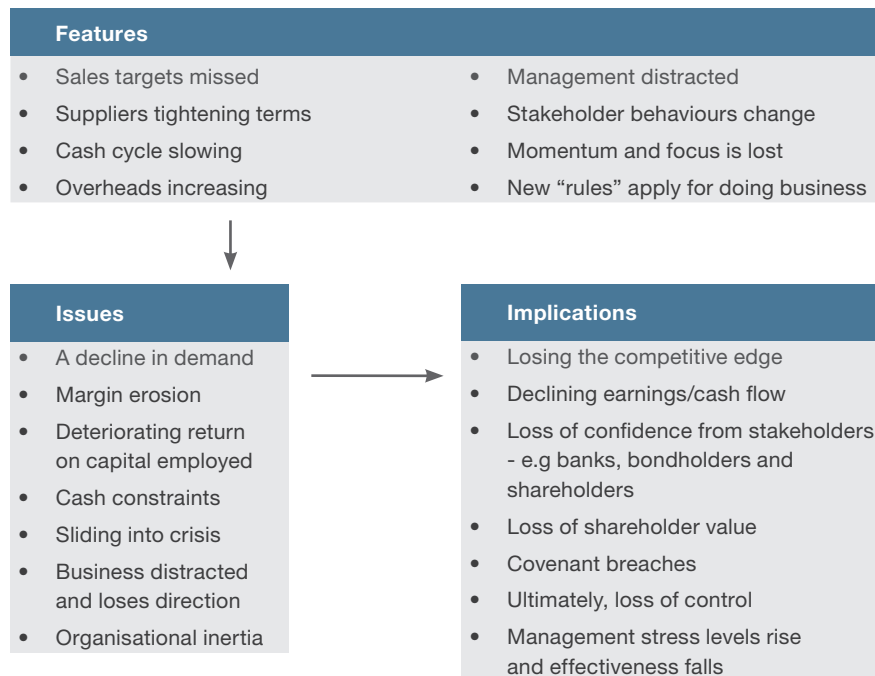 Features
• Sales targets missed
• Suppliers tightening terms
• Cash cycle slowing
• Overheads increasing
• Management distracted
• Stakeholder behaviours change
• Momentum and focus is lost
• New “rules” apply for doing business
Issues
• A decline in demand
• Margin erosion
• Deteriorating return
on capital employed
• Cash constraints
• Sliding into crisis
• Business distracted
and loses direction
• Organisational inertia
Implications
• Losing the competitive edge
• Declining earnings/cash flow
• Loss of confidence from stakeholders
- e.g banks, bondholders and
shareholders
• Loss of shareholder value
• Covenant breaches
• Ultimately, loss of control
• Management stress levels rise
and effectiveness falls